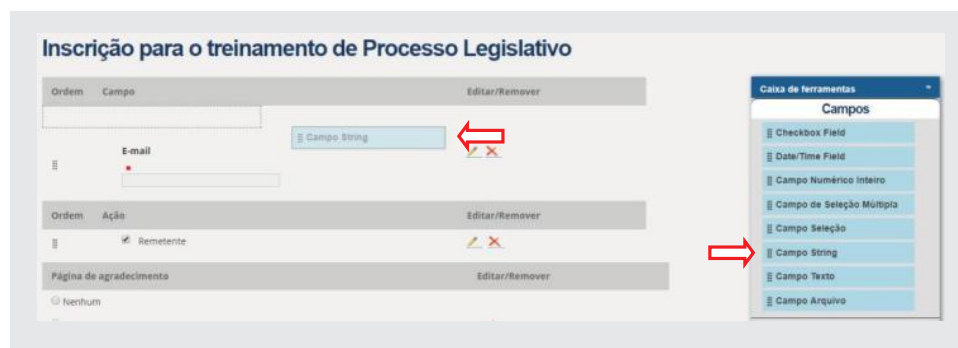 Inscrição para o treinamento de Processo Legislativo
Ordem Campo Editar/Remover
Campo String
E-mail
Ordem Ação Editar/Remover
Remetente
Página de agradecimento Editar/Remover
Nenhum
Caixa de ferramentas
Campos
Checkbox Field
Date/Time Field
Campo Numérico Inteiro
Campo de Seleção Múltipla
Campo Seleção
Campo String
Campo Texto
Campo Arquivo